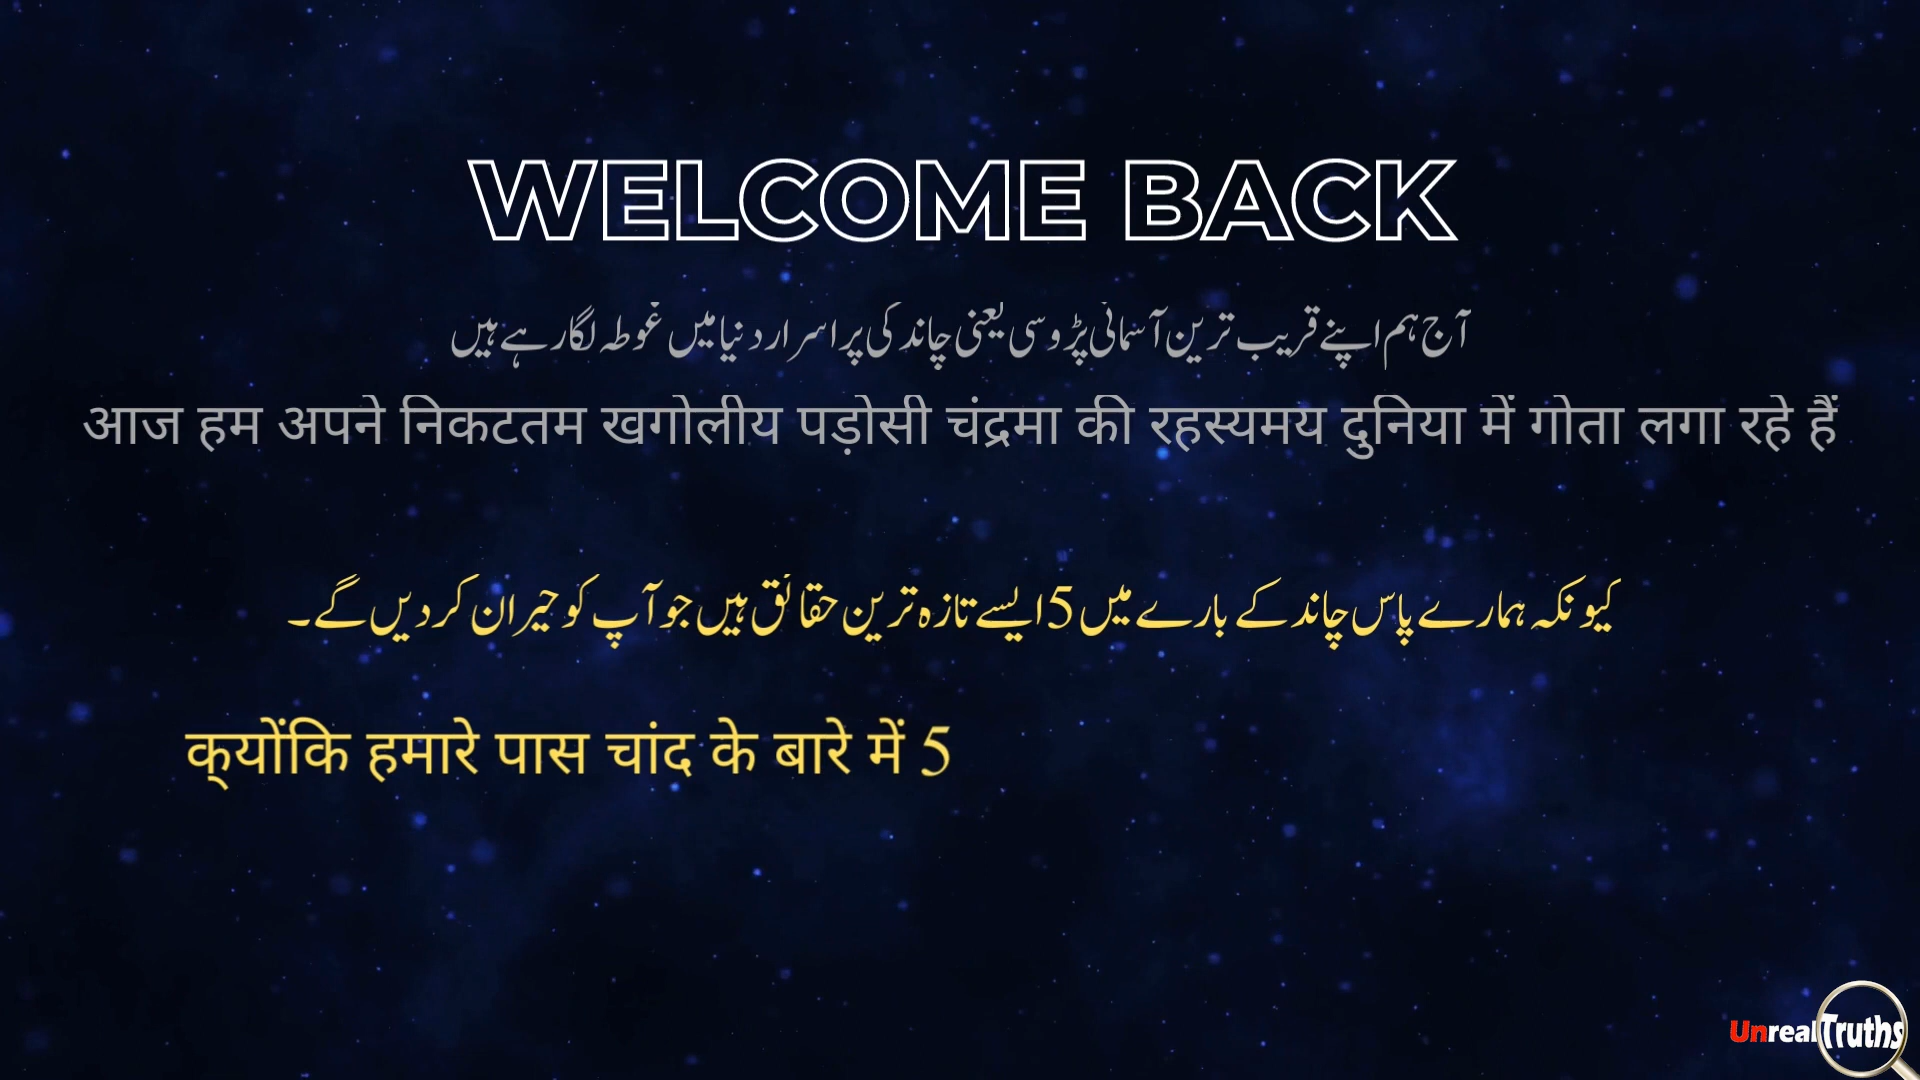 WELCOME BACK
آج ہم اپنے قریب ترین آسمانی پڑوسی یعنی چاند کی پراسرار دنیا میں غوطہ لگا رہے ہیں
आज हम अपने निकटतम खगोलीय पड़ोसी चंद्रमा की रहस्यमय दुनिया में गोता लगा रहे हैं
کیونکہ ہمارے پاس چاند کے بارے میں 5 ایسے تازہ ترین حقائق ہیں جو آپ کو حیران کر دیں گے۔
क्योंकि हमारे पास चांद के बारे में 5
UnrealTruths